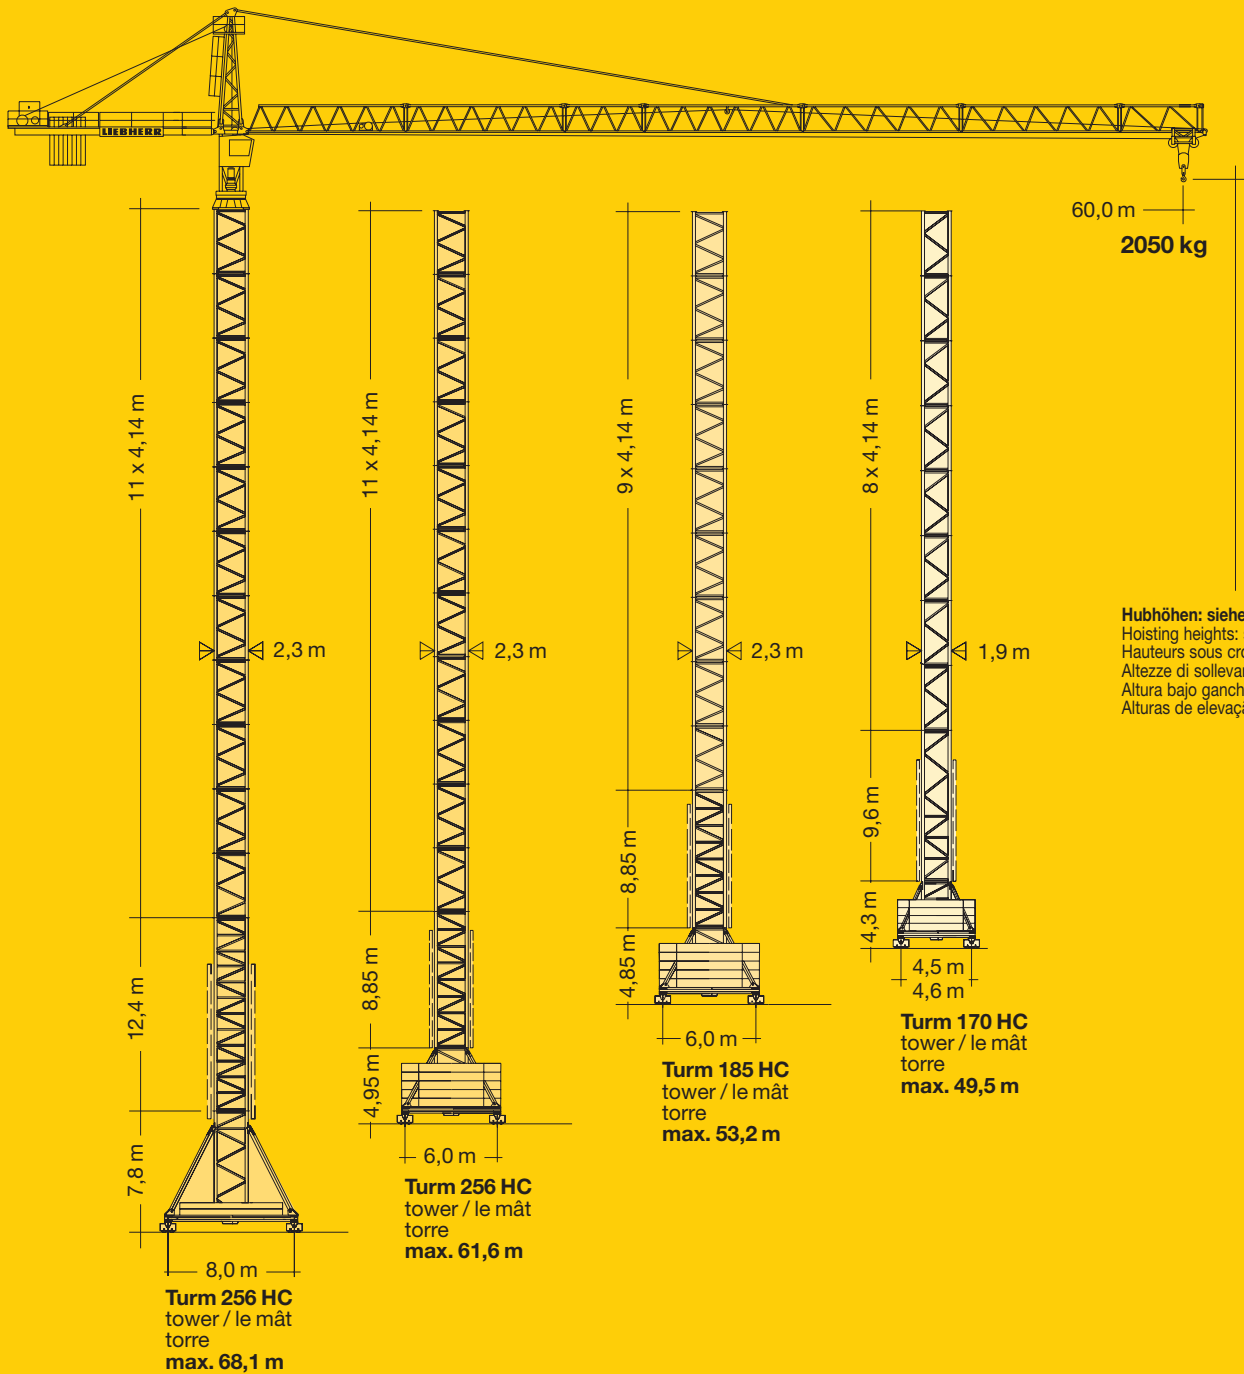 LIEBHERR
60,0 m
2050 kg
11 x 4,14 m
11 x 4,14 m
9 x 4,14 m
8 x 4,14 m
2,3 m
2,3 m
2,3 m
1,9 m
Hubhöhen: siehe
Hoisting heights:
Hauteurs sous cro
Altezze di sollevar
Altura bajo ganch
Alturas de elevaçã
12,4 m
7,8 m
8,0 m
Turm 256 HC
tower / le mât
torre
max. 68,1 m
8,85 m
4,95 m
6,0 m
Turm 256 HC
tower / le mât
torre
max. 61,6 m
8,85 m
4,85 m
6,0 m
Turm 185 HC
tower / le mât
torre
max. 53,2 m
9,6 m
4,3 m
4,5 m
4,6 m
Turm 170 HC
tower / le mât
torre
max. 49,5 m